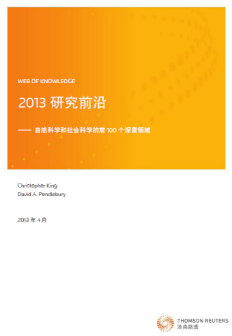 WEB OF KNOWLEDGE
2013 研究前沿
—— 自然科学和社会科学的前 100 个探索领域
Christopher King
David A. Pendlebury
2013 年 4 月
THOMSON REUTERS
汤森路透